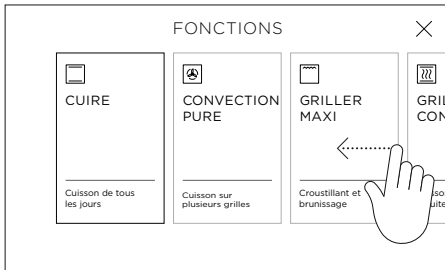 FONCTIONS
CUIRE
Cuisson de tous
les jours
CONVECTION
PURE
Cuisson sur
plusieurs grilles
GRILLER
MAXI
Croustillant et
brunissage